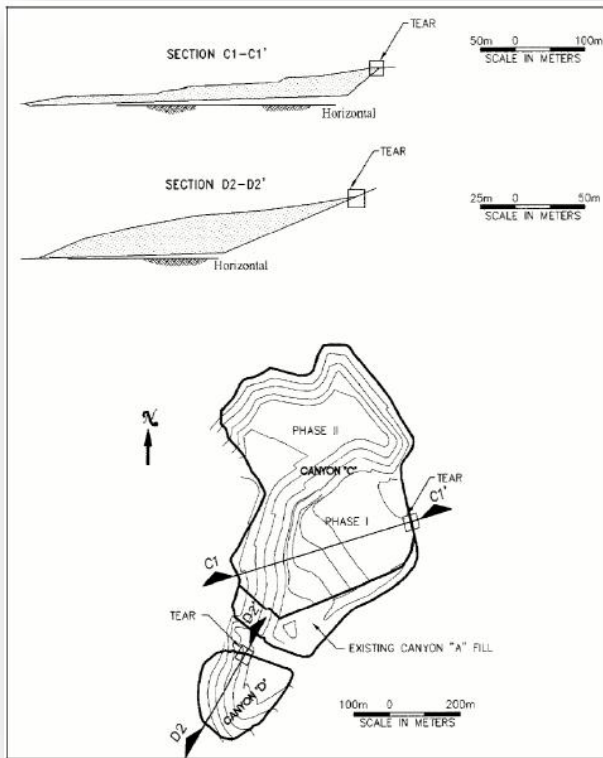 TEAR
SECTION C1-C1'
50m 0 100m
SCALE IN METERS
Horizontal
TEAR
SECTION D2-D2'
25m 0 50m
SCALE IN METERS
Horizontal
N
PHASE II
CANYON "C"
TEAR
C1'
PHASE I
C1
TEAR
D2'
EXISTING CANYON "A" FILL
CANYON "D"
D2
100m 0 200m
SCALE IN METERS